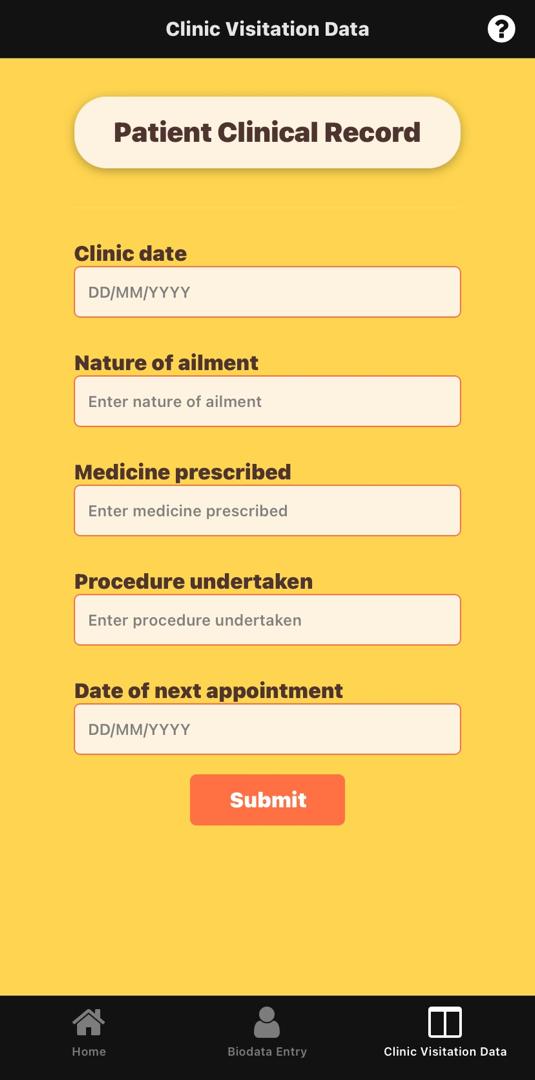 Clinic Visitation Data
?
Patient Clinical Record
Clinic date
DD/MM/YYYY
Nature of ailment
Enter nature of ailment
Medicine prescribed
Enter medicine prescribed
Procedure undertaken
Enter procedure undertaken
Date of next appointment
DD/MM/YYYY
Submit
Home
Biodata Entry
Clinic Visitation Data